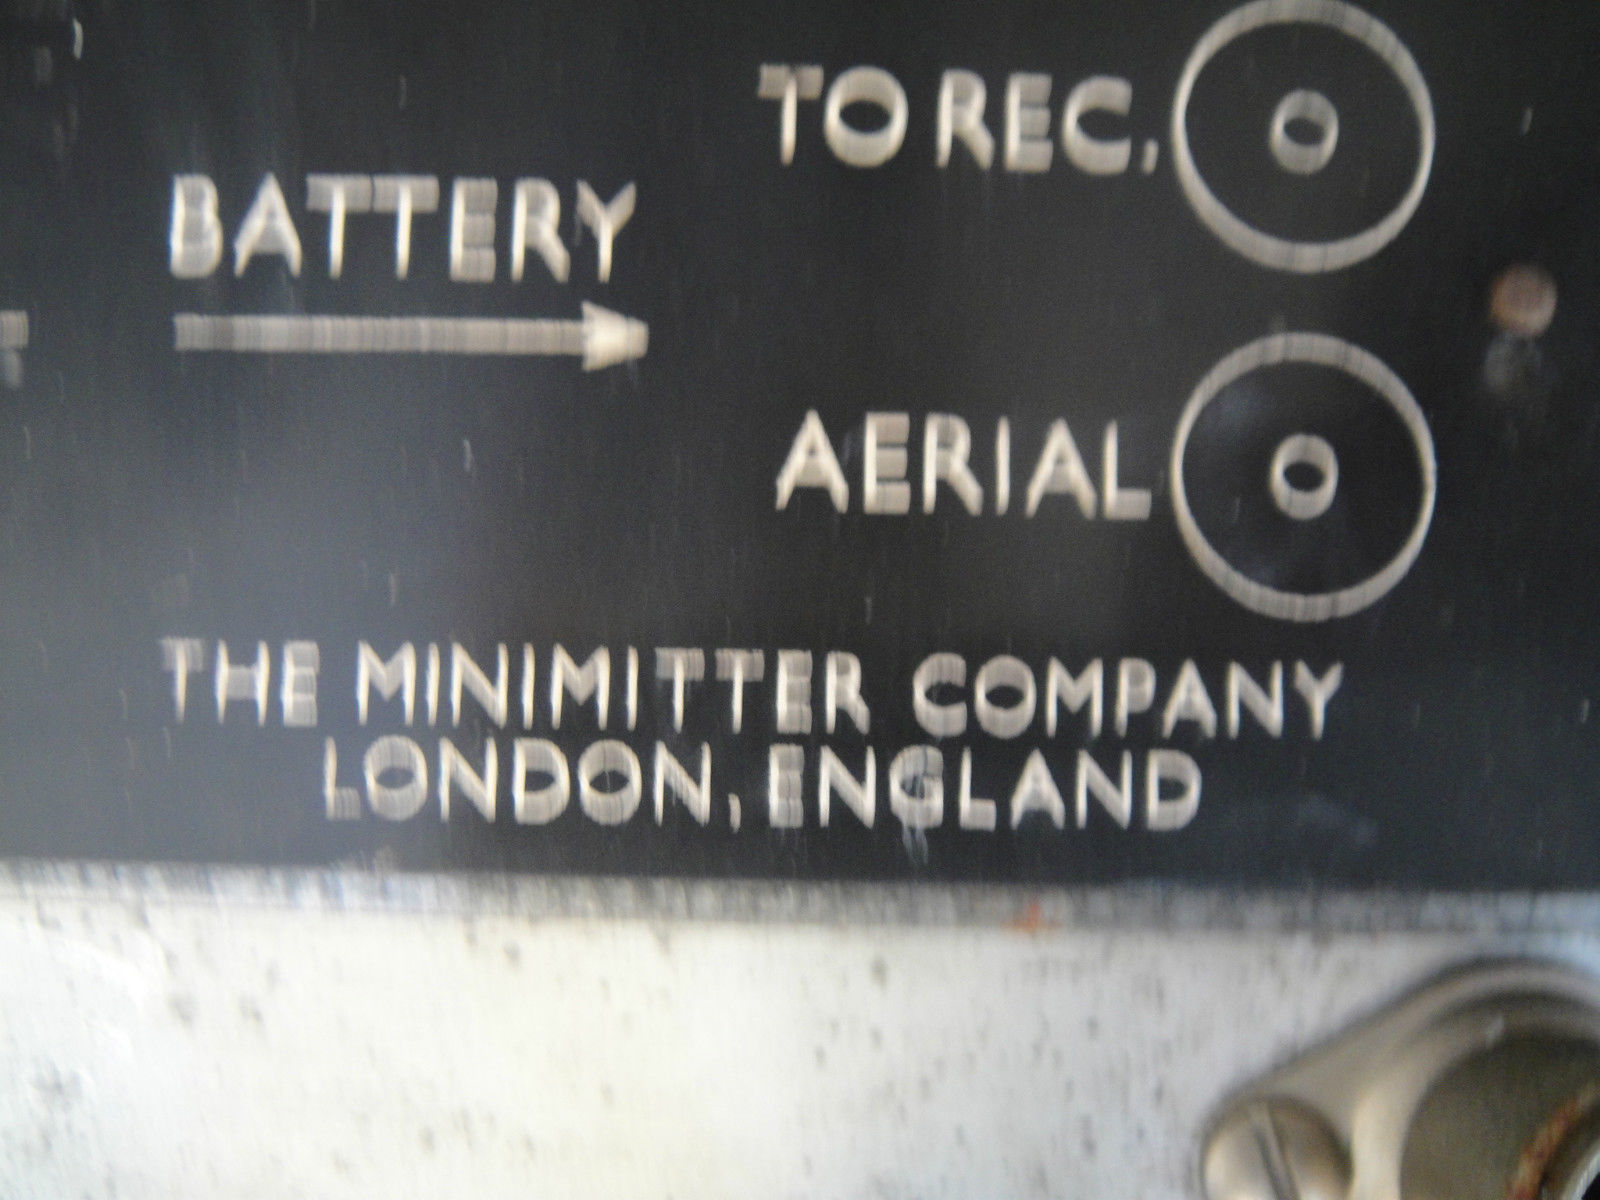 TO REC.
BATTERY
AERIAL
THE MINIMITTER COMPANY
LONDON, ENGLAND